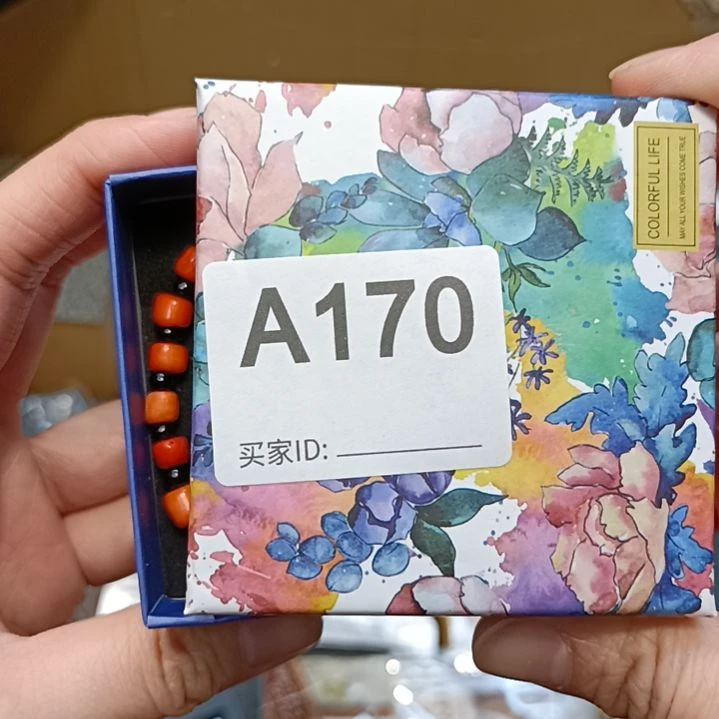 COLORFUL LIFE
MAY ALL YOUR WISHES COME TRUE
A170
买家ID: